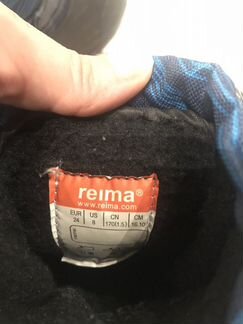 reima®
www.reima.com
EUR US CN CM
24 8 170(1.5) 16.10